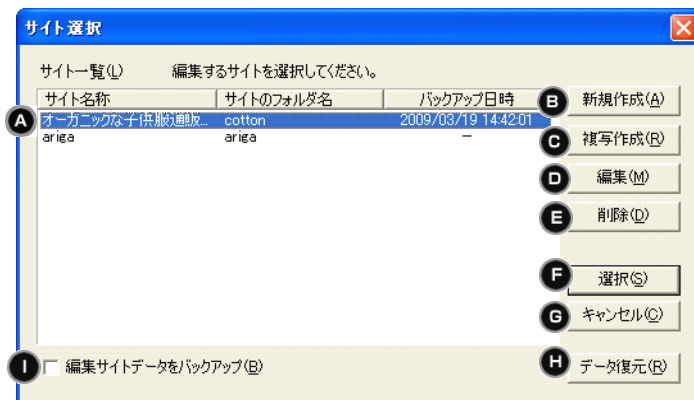 サイト選択
サイト一覧(L) 編集するサイトを選択してください。
サイト名称 サイトのフォルダ名 バックアップ日時 B 新規作成(A)
A オーガニックな子供服通販... cotton 2009/03/19 14:42:01
ariga ariga –
C 複写作成(R)
D 編集(M)
E 削除(D)
F 選択(S)
G キャンセル(C)
I 編集サイトデータをバックアップ(B) H データ復元(R)